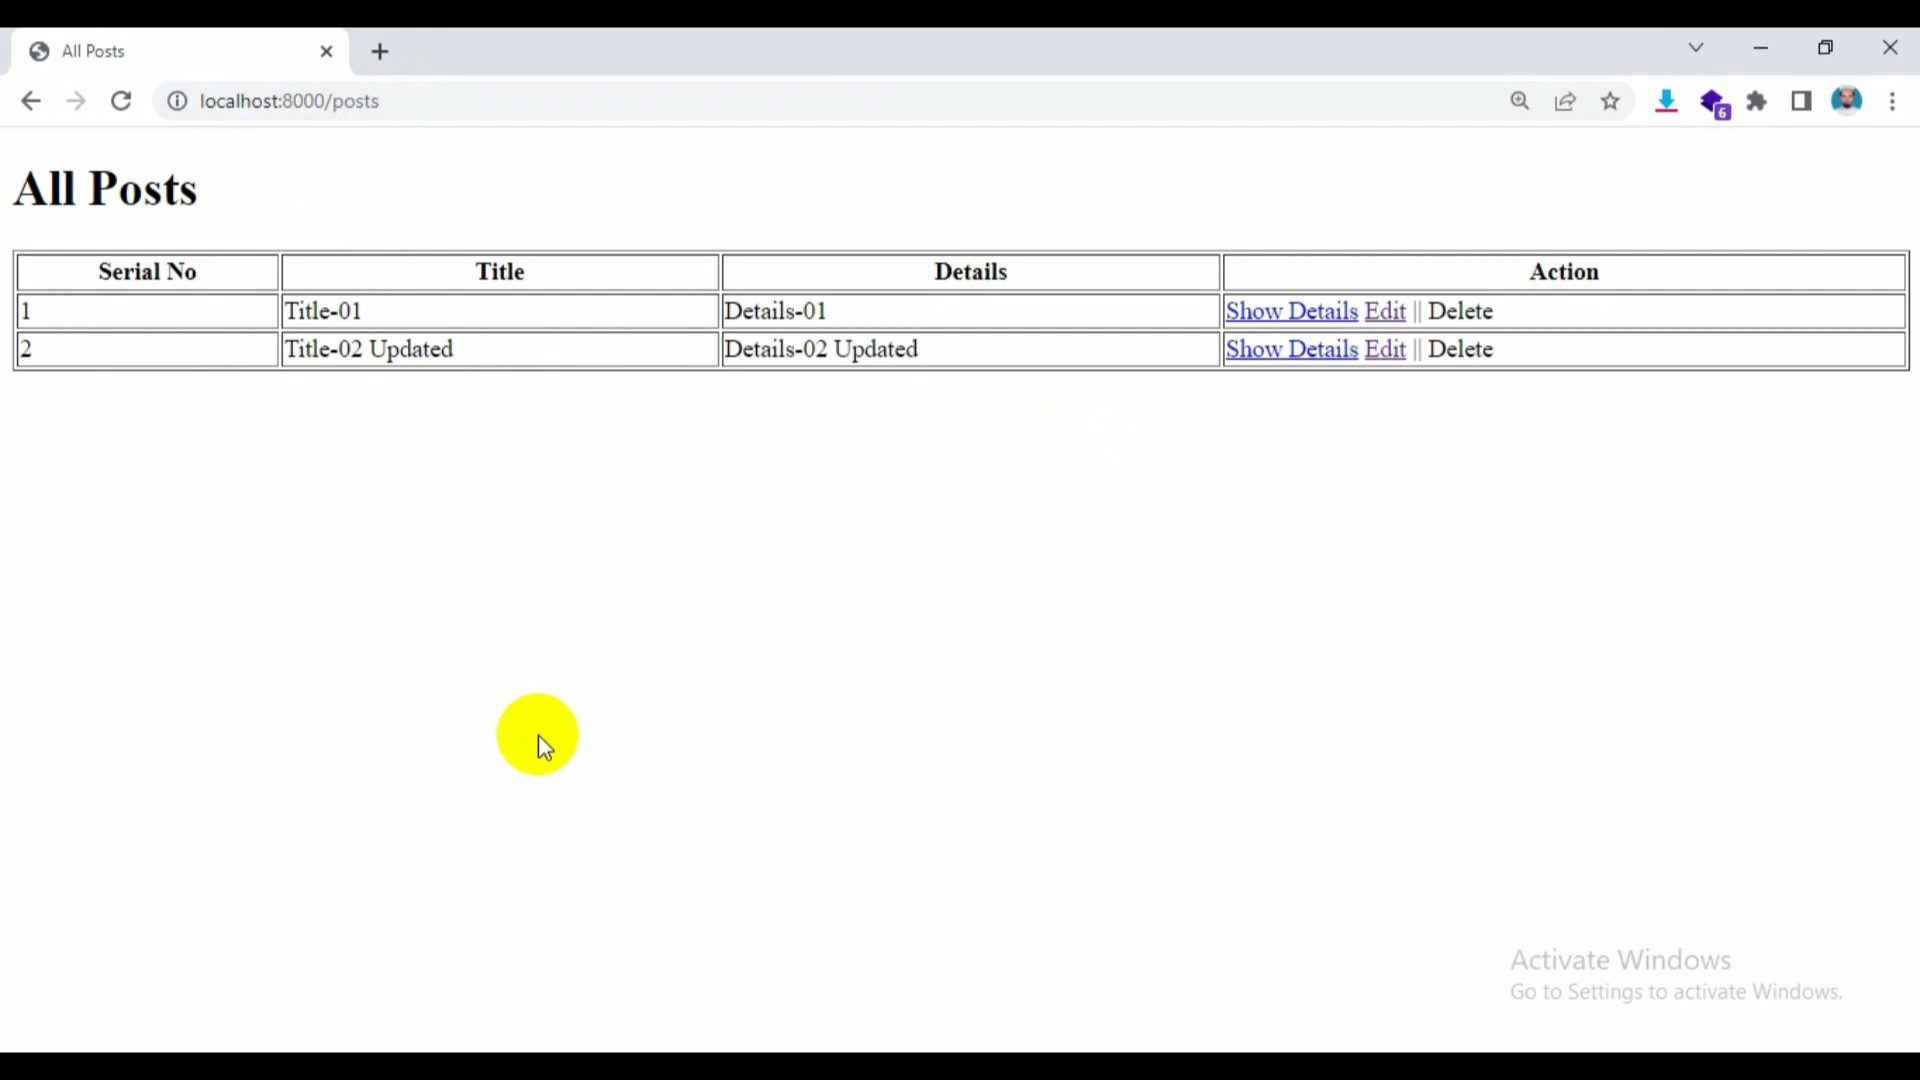 All Posts
localhost:8000/posts
6
All Posts
Serial No Title Details Action
1 Title-01 Details-01 Show Details Edit || Delete
2 Title-02 Updated Details-02 Updated Show Details Edit || Delete
Activate Windows
Go to Settings to activate Windows.